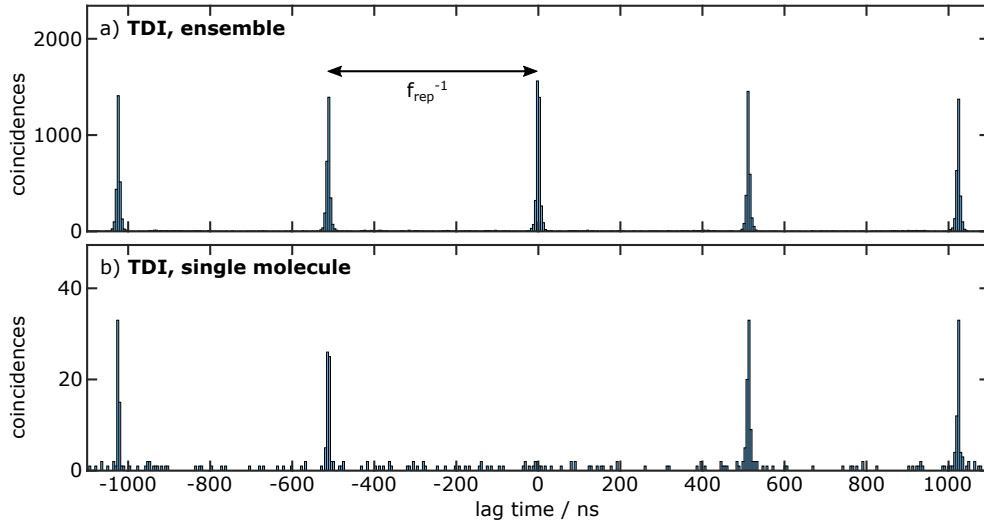 a) TDI, ensemble
2000
1000
0
coincidences
f_rep^-1
b) TDI, single molecule
40
20
0
coincidences
-1000 -800 -600 -400 -200 0 200 400 600 800 1000
lag time / ns